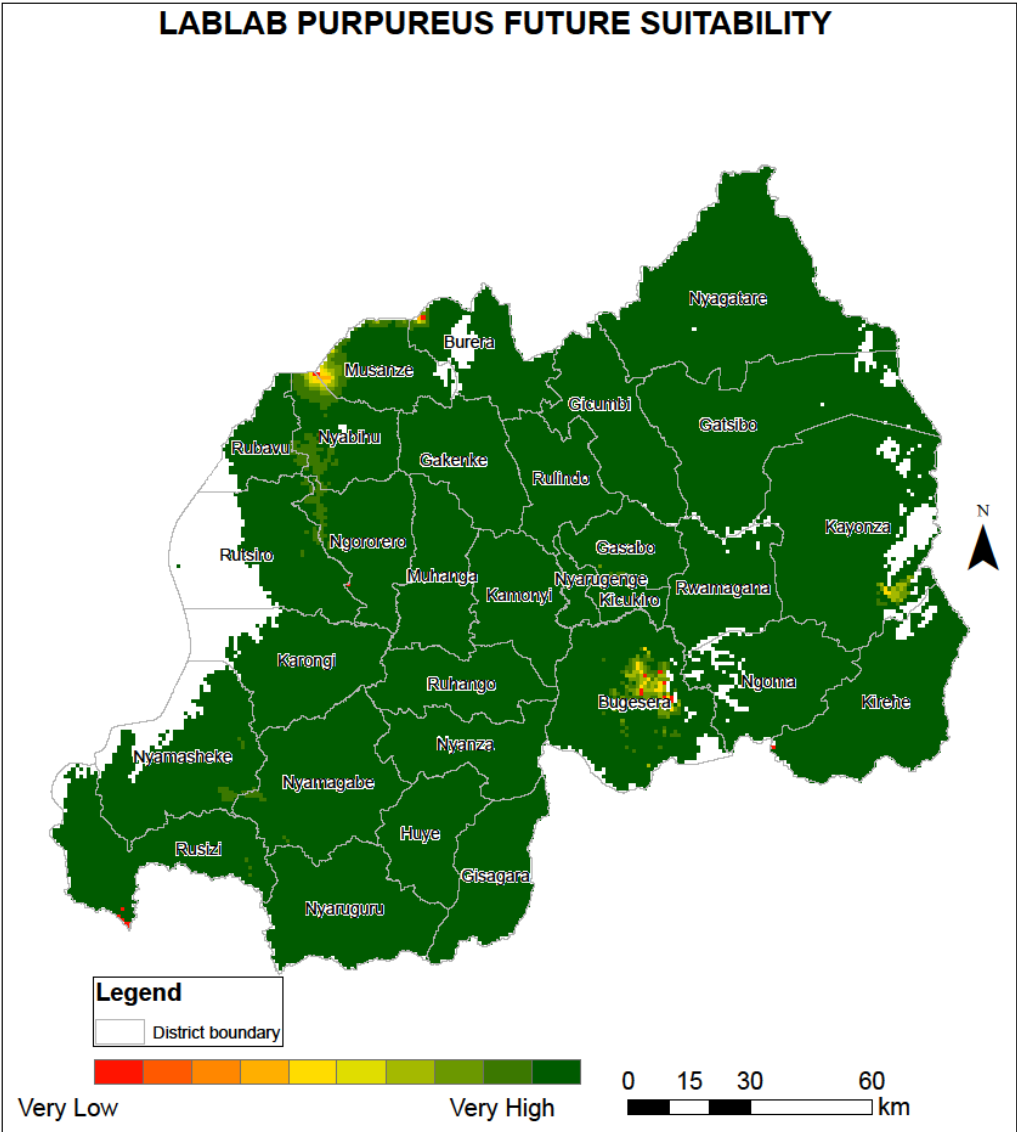 LABLAB PURPUREUS FUTURE SUITABILITY
Nyagatare
Burera
Musanze
Gicumbi
Gatsibo
Rubavu
Nyabihu
Gakenke
Rulindo
Kayonza
N
Rutsiro
Ngororero
Gasabo
Muhanga
Nyarugenge
Rwamagana
Kamonyi
Kicukiro
Karongi
Ruhango
Ngoma
Bugesera
Kirehe
Nyanza
Nyamasheke
Nyamagabe
Huye
Rusizi
Gisagara
Nyaruguru
Legend
District boundary
0 15 30 60
km
Very Low Very High